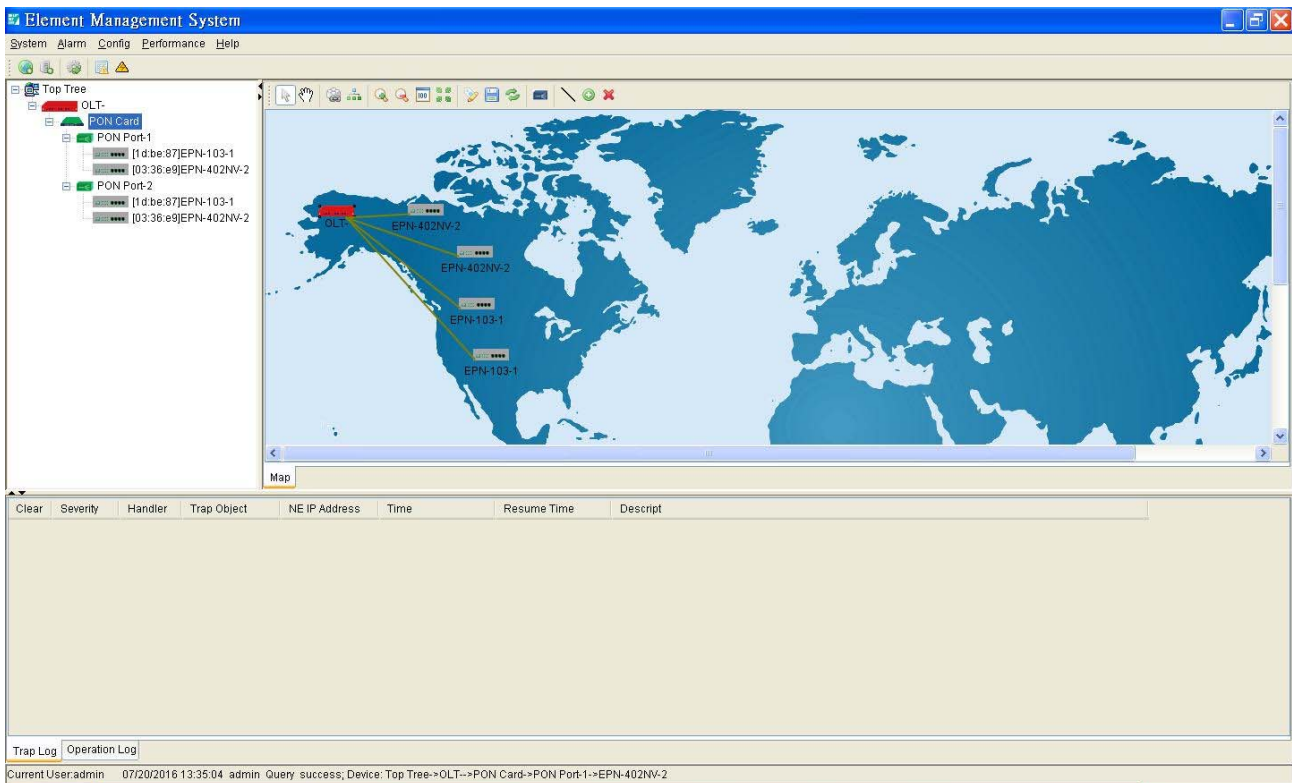 Element Management System
System Alarm Config Performance Help
Top Tree
OLT-
PON Card
PON Port-1
[1d:be:87]EPN-103-1
[03:36:e9]EPN-402NV-2
PON Port-2
[1d:be:87]EPN-103-1
[03:36:e9]EPN-402NV-2
100
OLT-
EPN-402NV-2
EPN-402NV-2
EPN-103-1
EPN-103-1
Map
Clear Severity Handler Trap Object NE IP Address Time Resume Time Descript
Trap Log Operation Log
Current User:admin 07/20/2016 13:35:04 admin Query success; Device: Top Tree->OLT-->PON Card->PON Port-1->EPN-402NV-2